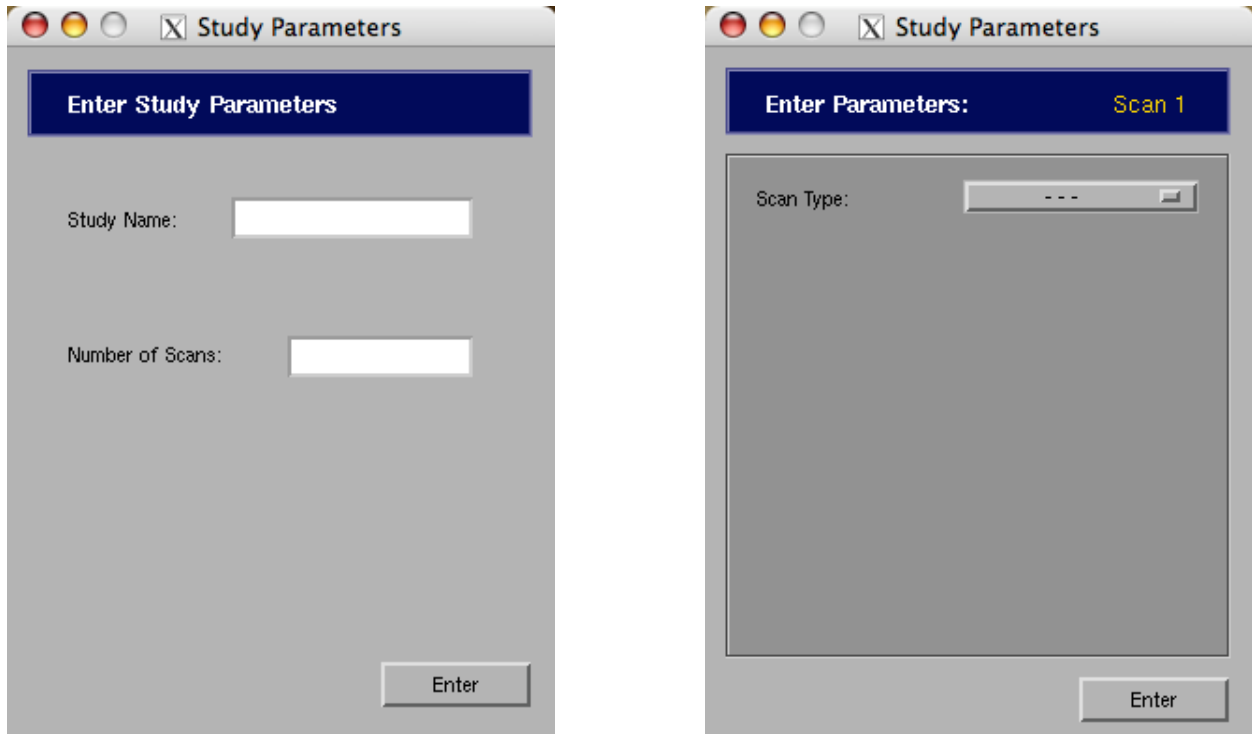 Study Parameters
Enter Study Parameters
Study Name:
Number of Scans:
Enter
Study Parameters
Enter Parameters: Scan 1
Scan Type: - - -
Enter